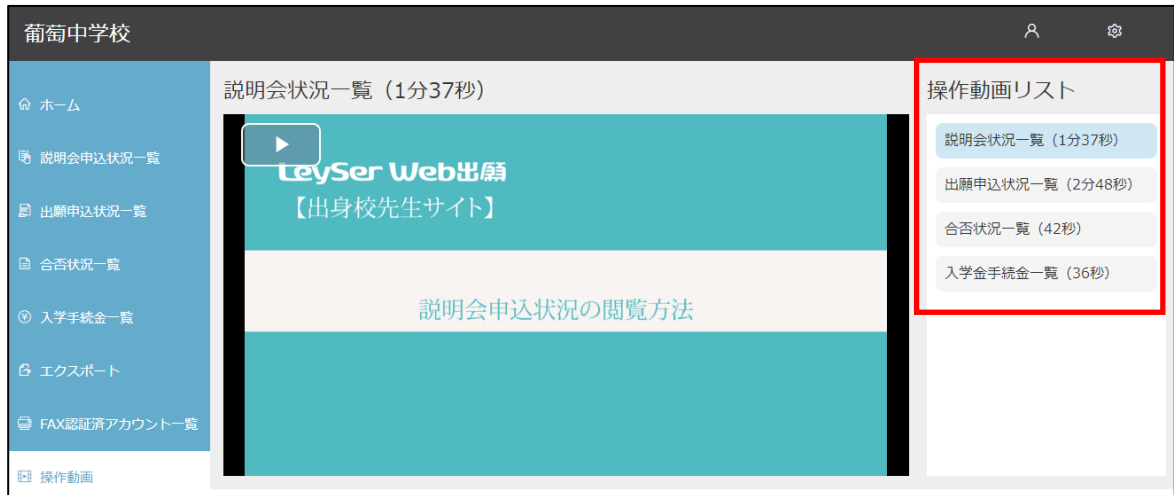 葡萄中学校
ホーム
説明会申込状況一覧
出願申込状況一覧
合否状況一覧
入学手続金一覧
エクスポート
FAX認証済アカウント一覧
操作動画
説明会状況一覧（1分37秒）
LeySer Web出願
【出身校先生サイト】
説明会申込状況の閲覧方法
操作動画リスト
説明会状況一覧（1分37秒）
出願申込状況一覧（2分48秒）
合否状況一覧（42秒）
入学金手続金一覧（36秒）